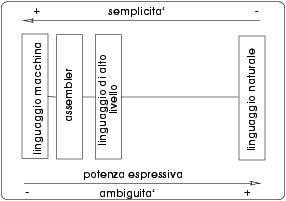 + semplicita‘ -
linguaggio macchina
assembler
linguaggio di alto
livello
linguaggio naturale
potenza espressiva
- ambiguita‘ +